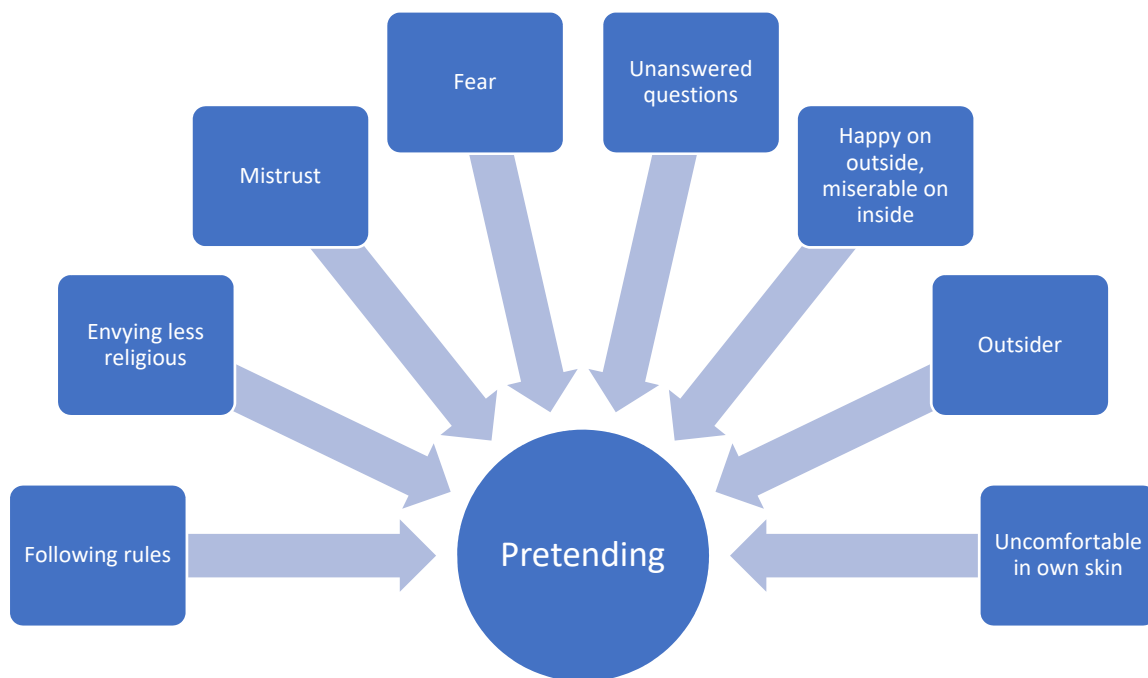 Fear
Unanswered
questions
Mistrust
Happy on
outside,
miserable on
inside
Envying less
religious
Outsider
Following rules
Pretending
Uncomfortable
in own skin